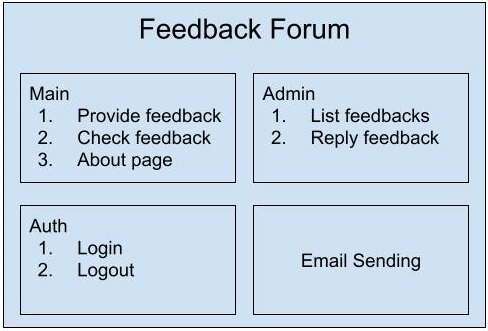 Feedback Forum
Main
1. Provide feedback
2. Check feedback
3. About page
Admin
1. List feedbacks
2. Reply feedback
Auth
1. Login
2. Logout
Email Sending